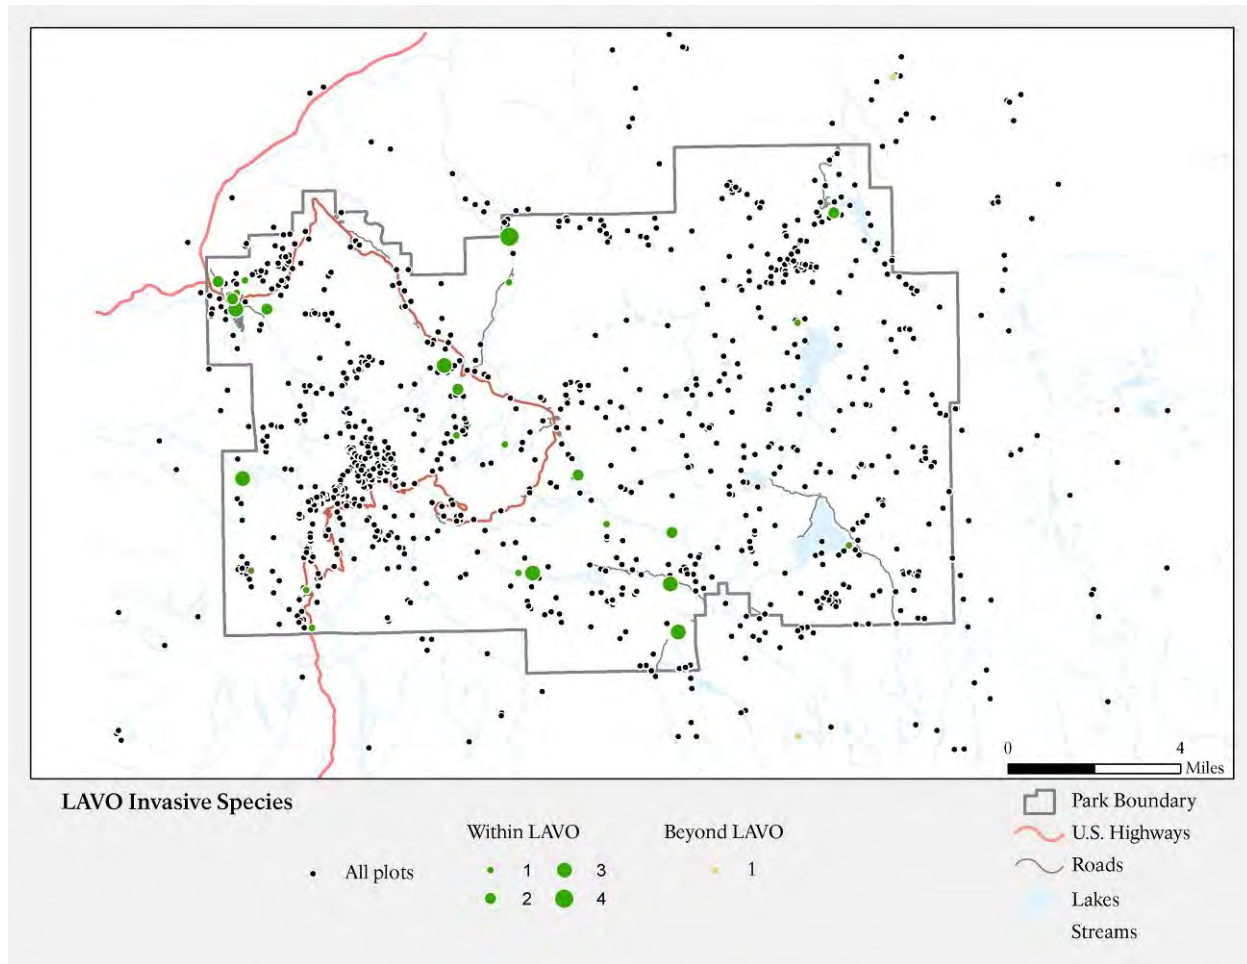 0 4
Miles
LAVO Invasive Species
Within LAVO
Beyond LAVO
All plots
1 3
2 4
1
Park Boundary
U.S. Highways
Roads
Lakes
Streams